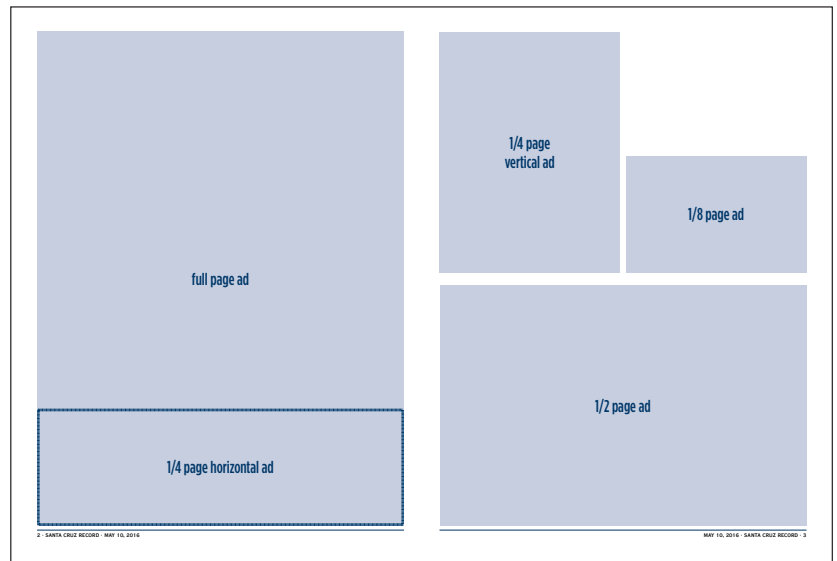 full page ad
1/4 page horizontal ad
2 · SANTA CRUZ RECORD · MAY 10, 2016
1/4 page
vertical ad
1/8 page ad
1/2 page ad
MAY 10, 2016 · SANTA CRUZ RECORD · 3